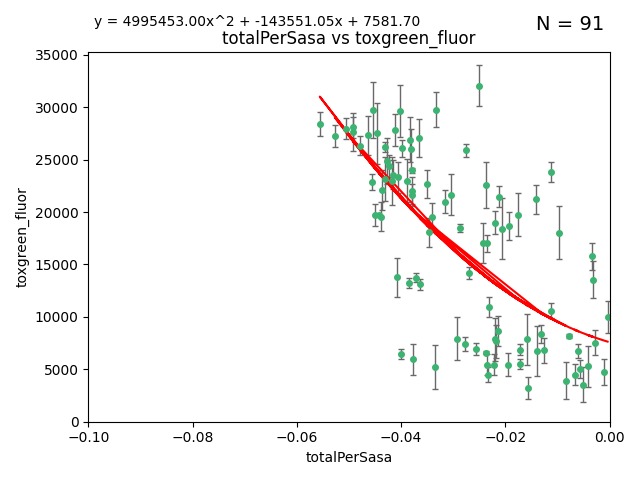 y = 4995453.00x^2 + -143551.05x + 7581.70
N = 91
totalPerSasa vs toxgreen_fluor
toxgreen_fluor
35000
30000
25000
20000
15000
10000
5000
0
−0.10
−0.08
−0.06
−0.04
−0.02
0.00
totalPerSasa